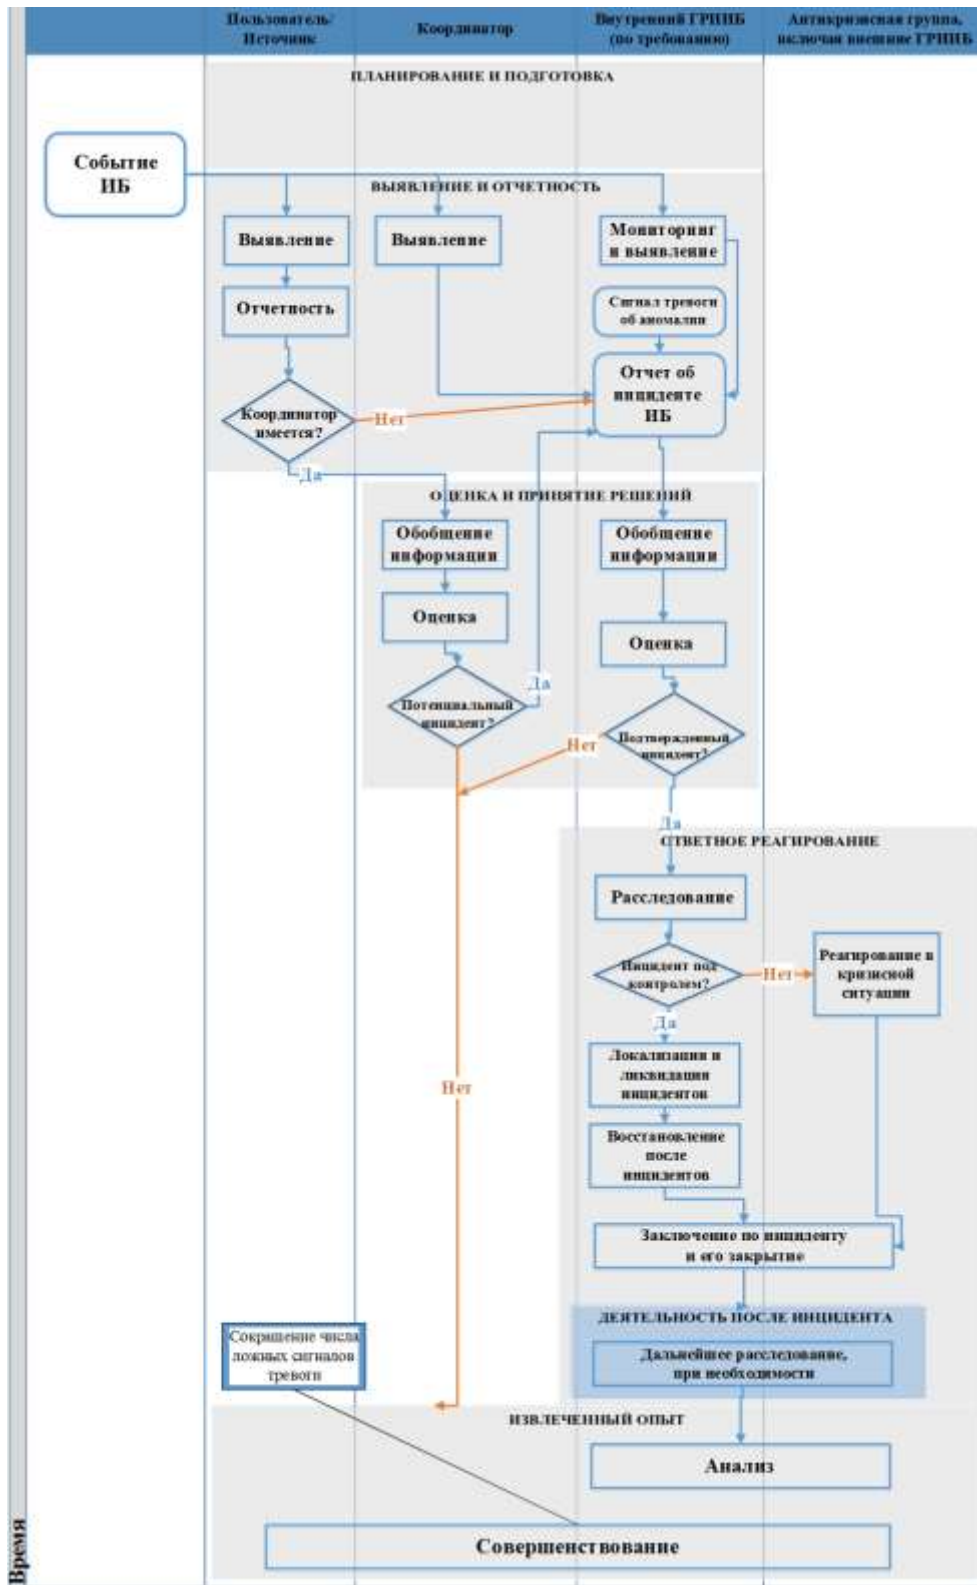 Пользователь/
Источник
Координатор
Внутренний ГРИИБ
(по требованию)
Антикризисная группа,
включая внешние ГРИИБ
ПЛАНИРОВАНИЕ И ПОДГОТОВКА
Событие
ИБ
ВЫЯВЛЕНИЕ И ОТЧЕТНОСТЬ
Выявление
Выявление
Мониторинг
и выявление
Отчетность
Сигнал тревоги
об аномалии
Отчет об
инциденте
ИБ
Координатор
имеется?
Нет
Да
ОЦЕНКА И ПРИНЯТИЕ РЕШЕНИЙ
Обобщение
информации
Обобщение
информации
Оценка
Оценка
Да
Потенциальный
инцидент?
Нет
Подтвержденный
инцидент?
Да
ОТВЕТНОЕ РЕАГИРОВАНИЕ
Расследование
Инцидент под
контролем?
Нет
Реагирование в
кризисной
ситуации
Да
Локализация и
ликвидация
инцидентов
Нет
Восстановление
после
инцидентов
Заключение по инциденту
и его закрытие
ДЕЯТЕЛЬНОСТЬ ПОСЛЕ ИНЦИДЕНТА
Сокращение числа
ложных сигналов
тревоги
Дальнейшее расследование,
при необходимости
ИЗВЛЕЧЕННЫЙ ОПЫТ
Анализ
Совершенствование
Время